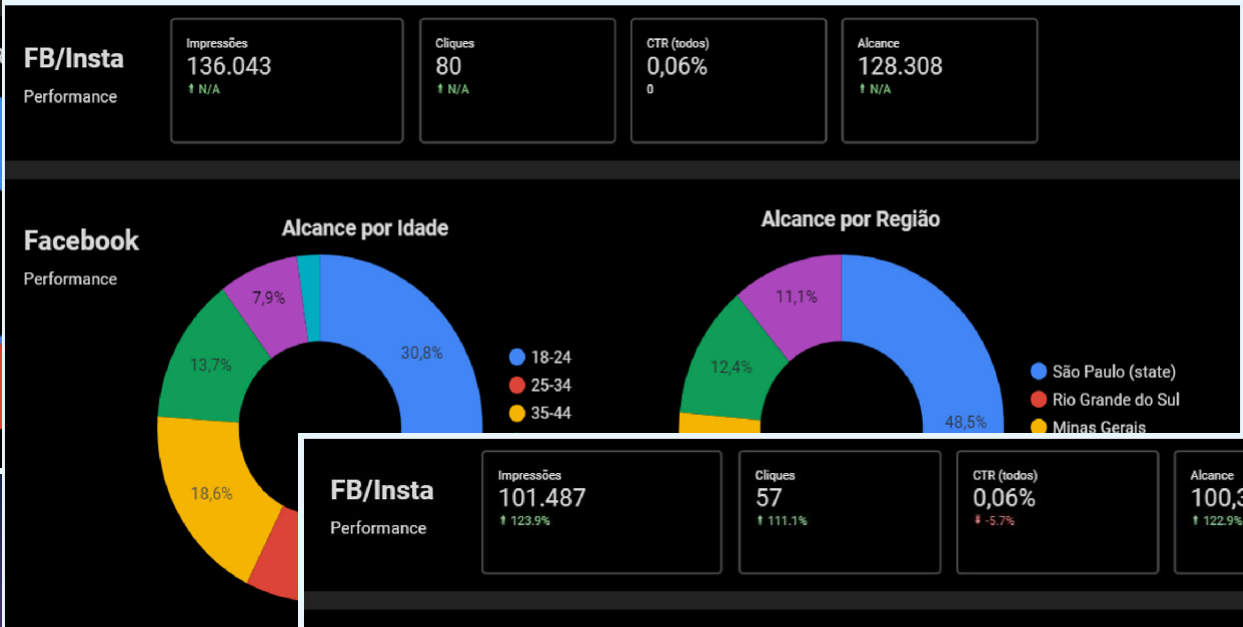 FB/Insta
Performance
Impressões
136.043
N/A
Cliques
80
N/A
CTR (todos)
0,06%
0
Alcance
128.308
N/A
Facebook
Performance
Alcance por Idade
7,9%
13,7%
30,8%
18,6%
18-24
25-34
35-44
Alcance por Região
11,1%
12,4%
48,5%
São Paulo (state)
Rio Grande do Sul
Minas Gerais
FB/Insta
Performance
Impressões
101.487
123.9%
Cliques
57
111.1%
CTR (todos)
0,06%
-5.7%
Alcance
100,3
122.9%